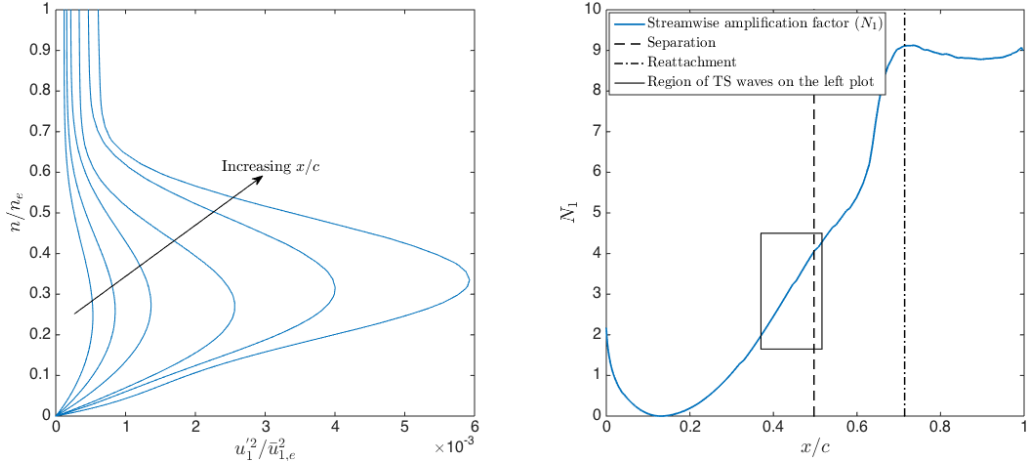 1
0.9
0.8
0.7
0.6
0.5
0.4
0.3
0.2
0.1
0
n/n_e
Increasing x/c
0 1 2 3 4 5 6
×10^-3
u_1'^2/ū_{1,e}^2
10
9
8
7
6
5
4
3
2
1
0
N_1
Streamwise amplification factor (N_1)
Separation
Reattachment
Region of TS waves on the left plot
0 0.2 0.4 0.6 0.8 1
x/c